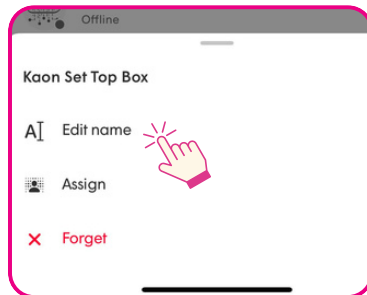 Offline
Kaon Set Top Box
Edit name
Assign
Forget